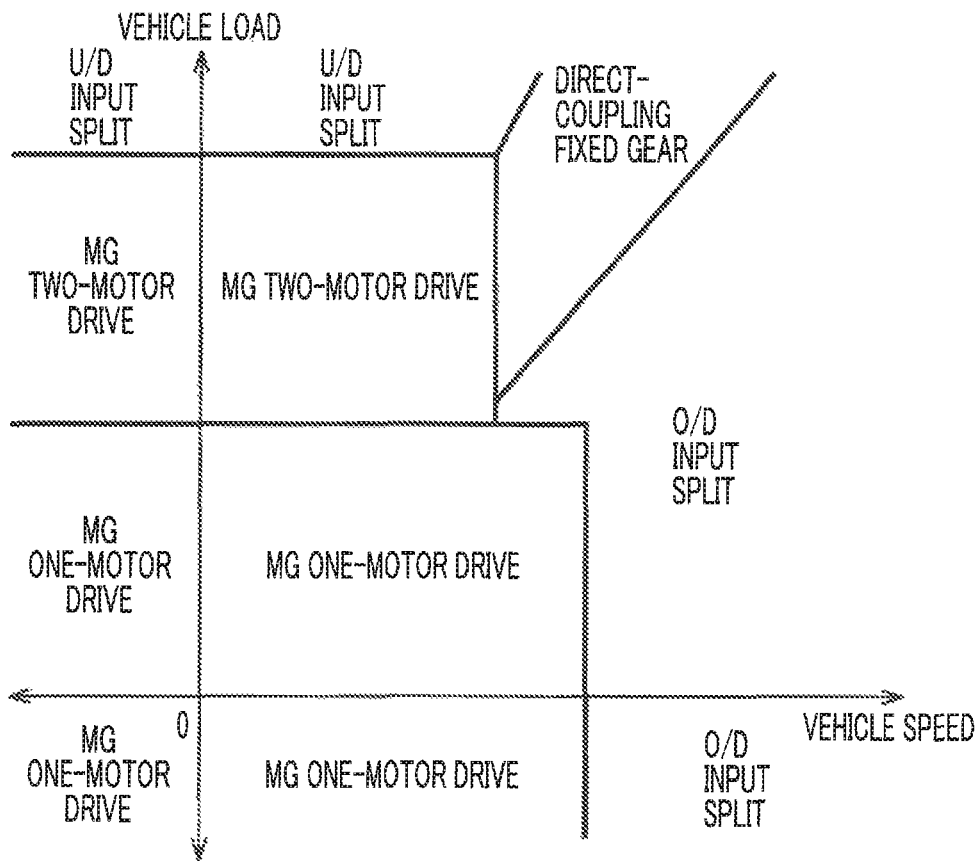 VEHICLE LOAD
U/D
INPUT
SPLIT
U/D
INPUT
SPLIT
DIRECT-
COUPLING
FIXED GEAR
MG
TWO-MOTOR
DRIVE
MG TWO-MOTOR DRIVE
O/D
INPUT
SPLIT
MG
ONE-MOTOR
DRIVE
MG ONE-MOTOR DRIVE
0
VEHICLE SPEED
MG
ONE-MOTOR
DRIVE
MG ONE-MOTOR DRIVE
O/D
INPUT
SPLIT